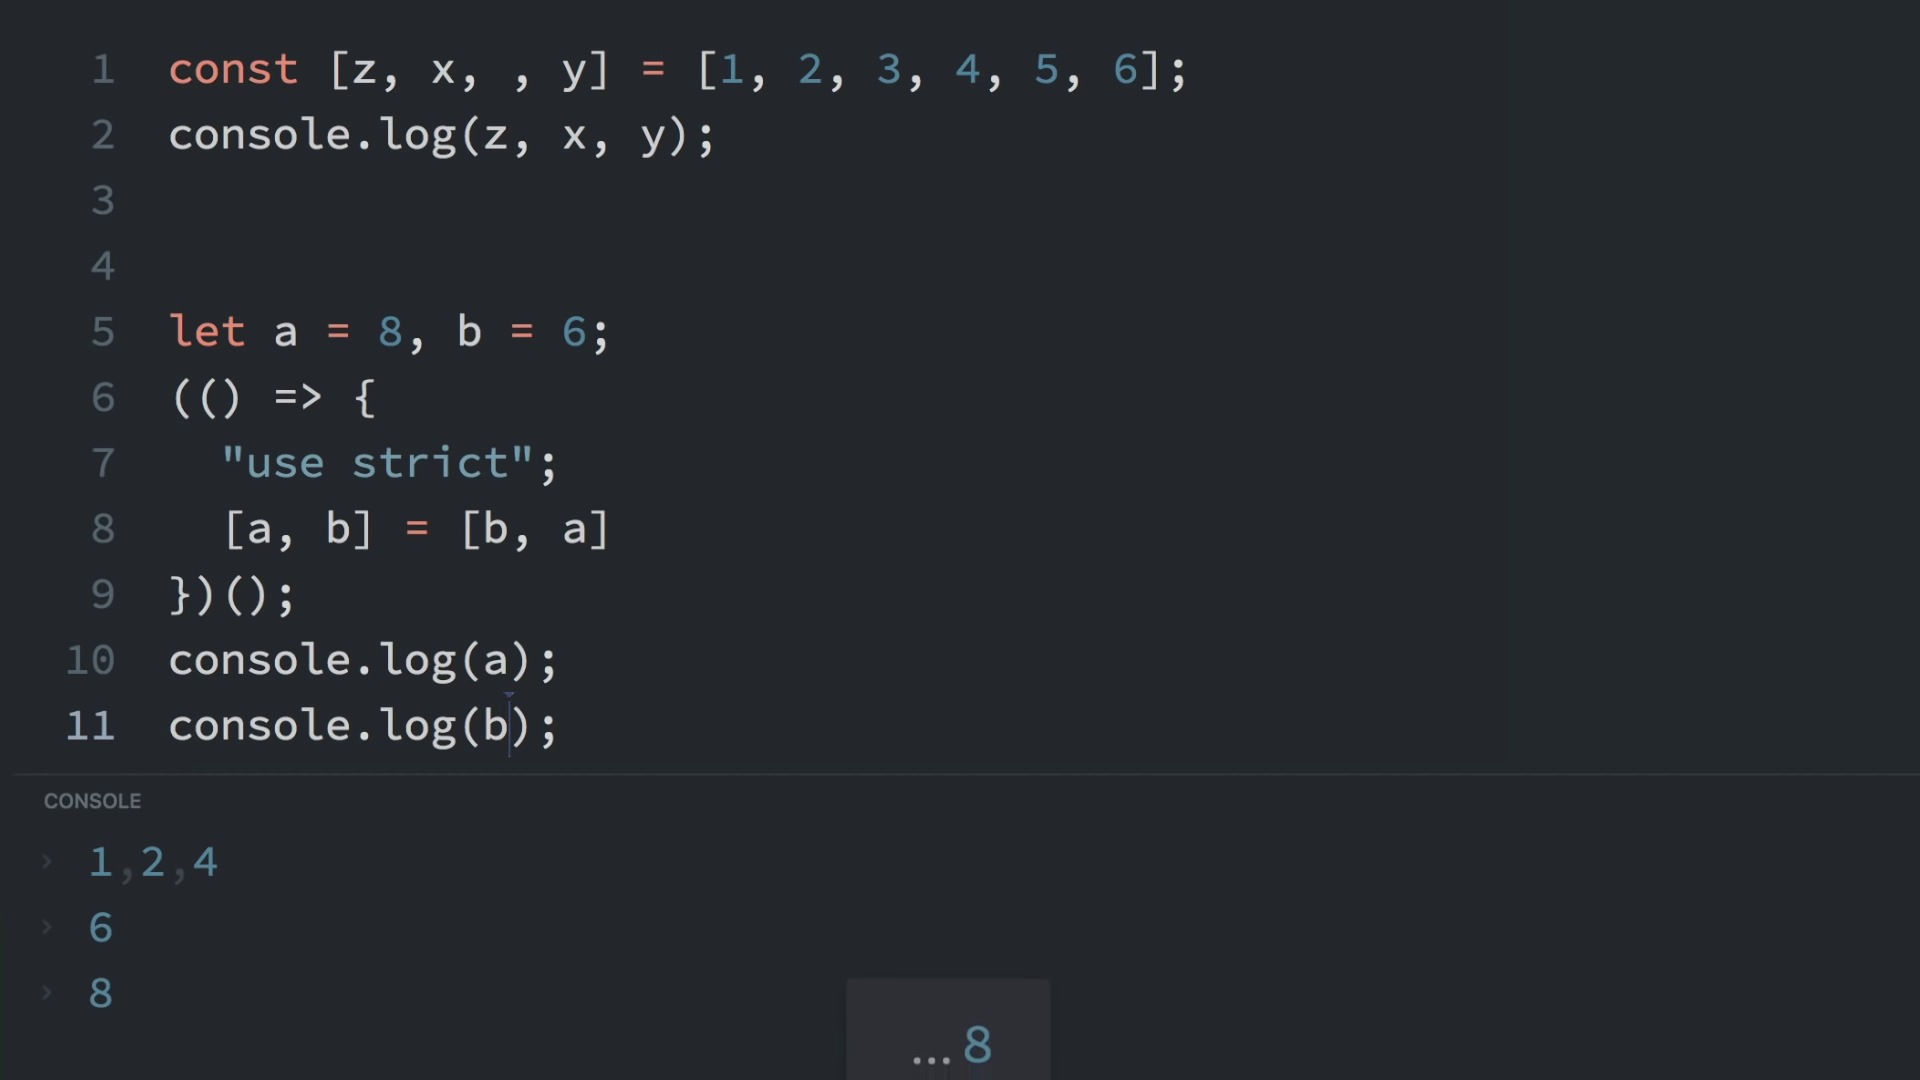 1 const [z, x, , y] = [1, 2, 3, 4, 5, 6];
2 console.log(z, x, y);
3
4
5 let a = 8, b = 6;
6 (() => {
7   "use strict";
8   [a, b] = [b, a]
9 })();
10 console.log(a);
11 console.log(b);
CONSOLE
› 1,2,4
› 6
› 8
...8